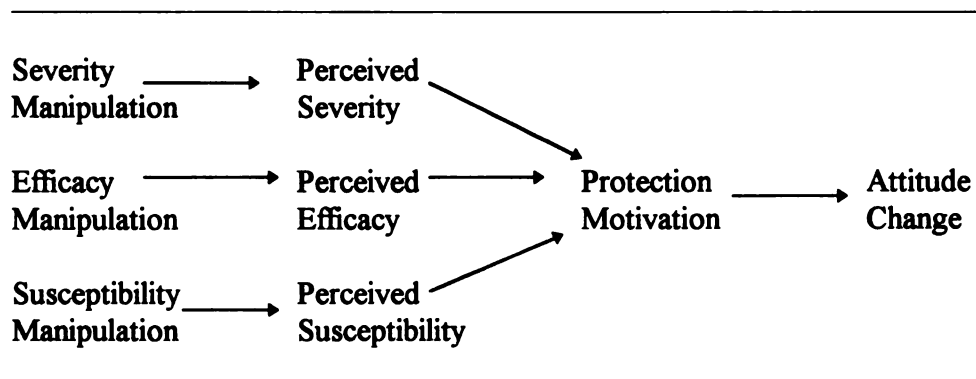 Severity
Manipulation
Perceived
Severity
Efficacy
Manipulation
Perceived
Efficacy
Protection
Motivation
Attitude
Change
Susceptibility
Manipulation
Perceived
Susceptibility